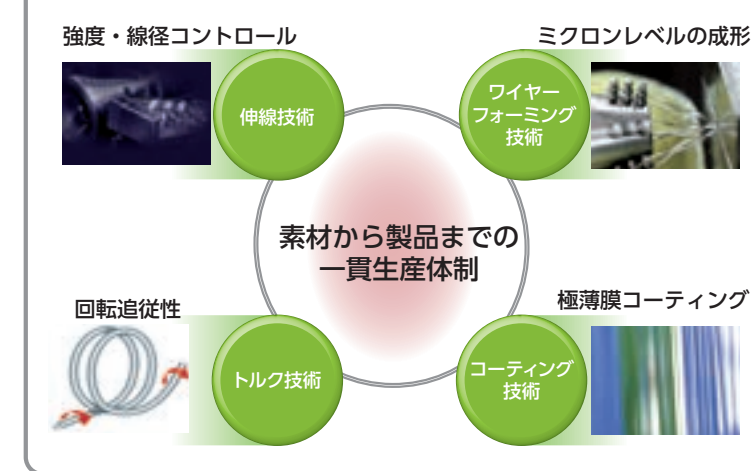 強度・線径コントロール
ミクロンレベルの成形
伸線技術
ワイヤー
フォーミング
技術
素材から製品までの
一貫生産体制
回転追従性
極薄膜コーティング
トルク技術
コーティング
技術